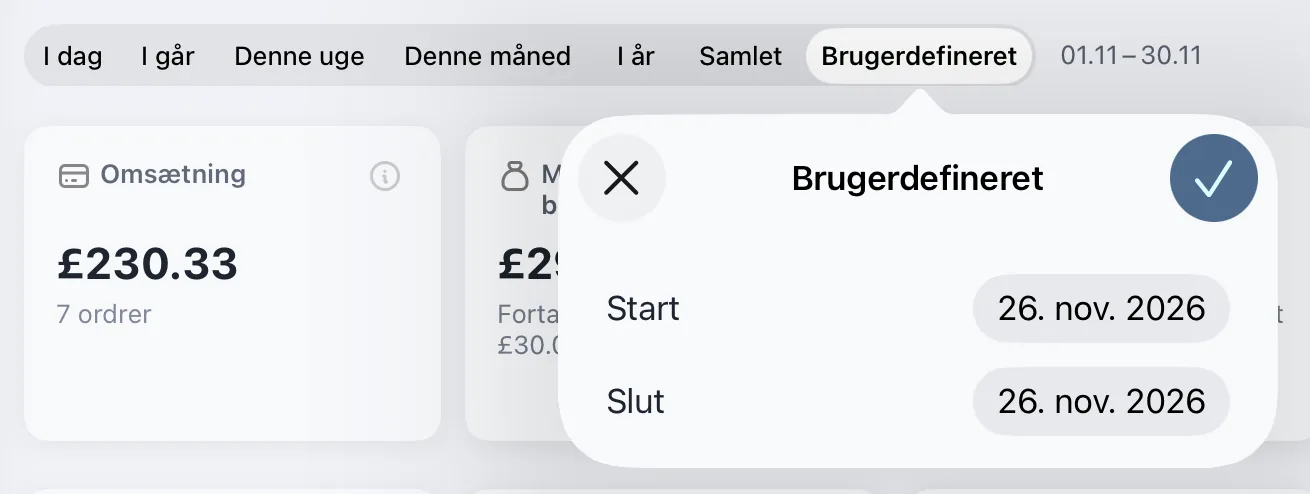 I dag I går Denne uge Denne måned I år Samlet Brugerdefineret 01.11 – 30.11
Omsætning
£230.33
7 ordrer
Brugerdefineret
Start 26. nov. 2026
Slut 26. nov. 2026